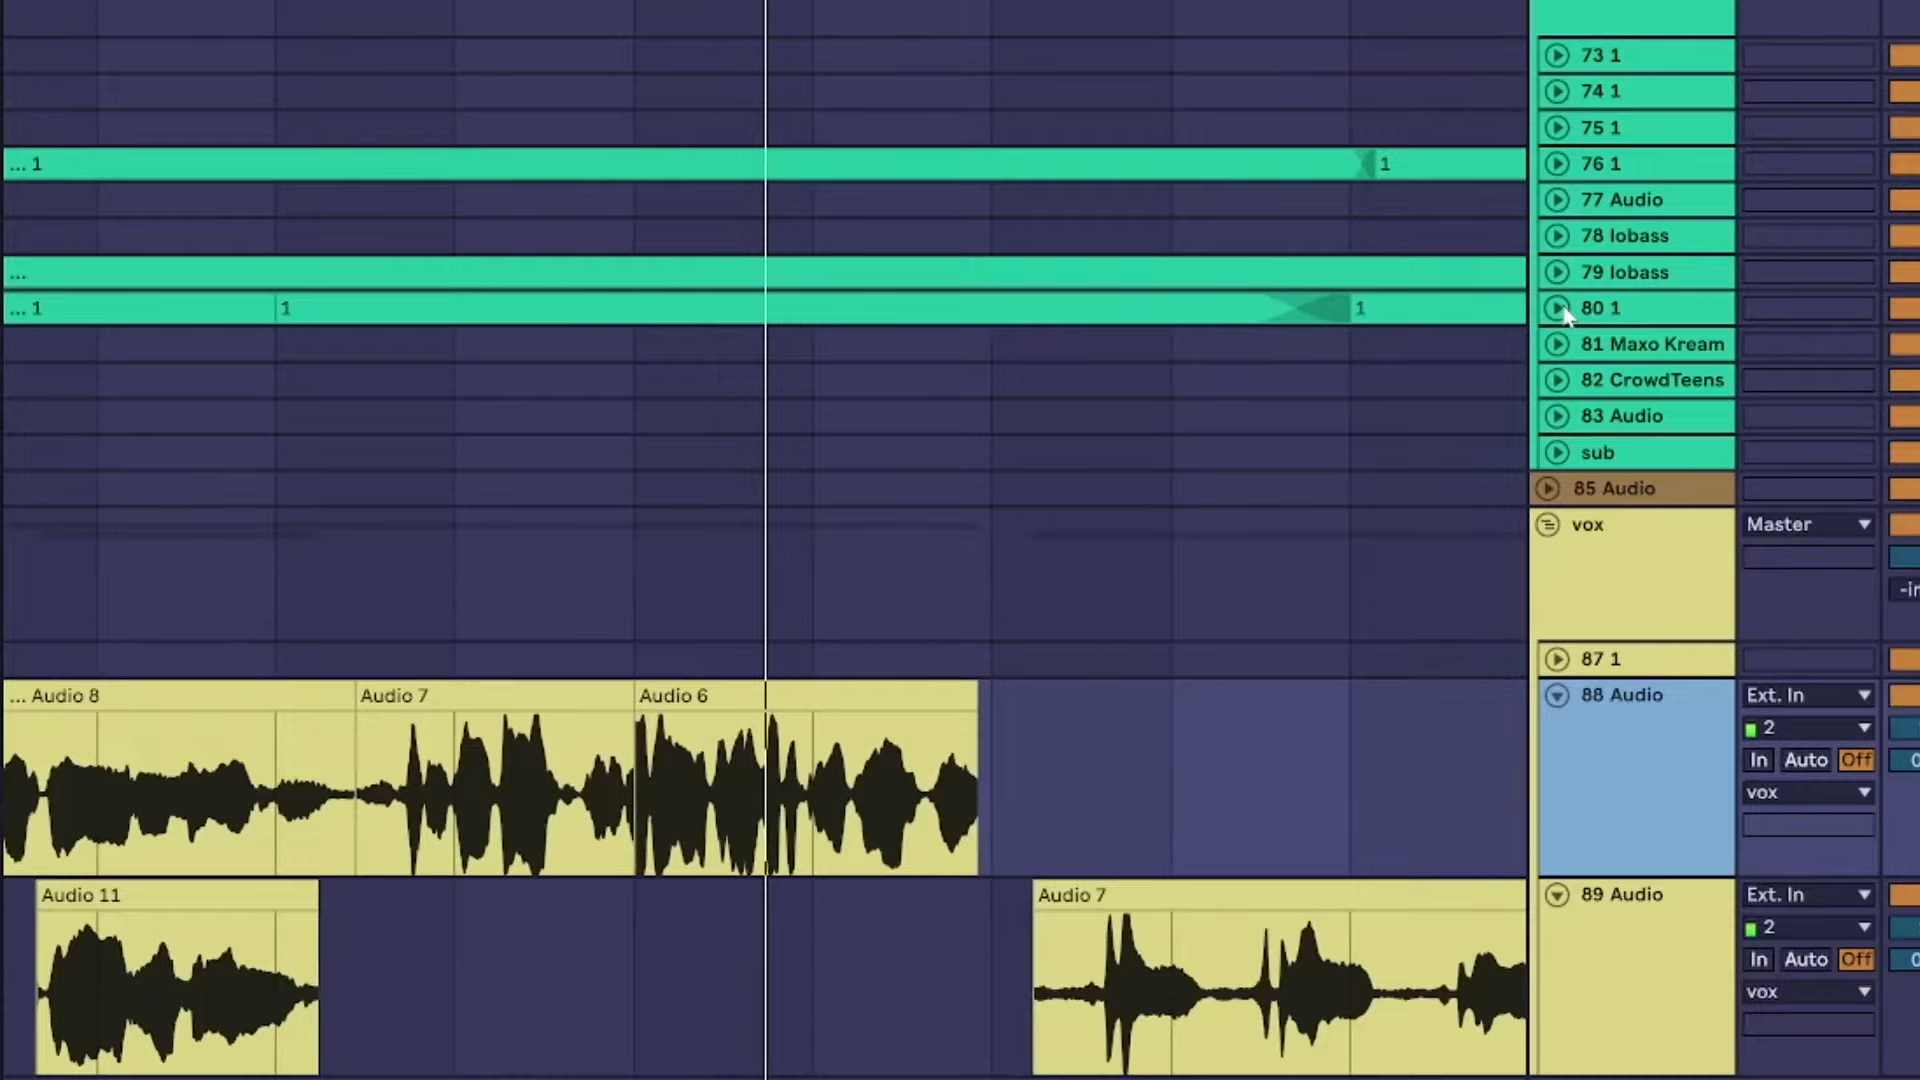 73 1
74 1
75 1
... 1 1 76 1
77 Audio
78 lobass
... 79 lobass
... 1 1 1 80 1
81 Maxo Kream
82 CrowdTeens
83 Audio
sub
85 Audio
vox Master
87 1
... Audio 8 Audio 7 Audio 6 88 Audio Ext. In
2
In Auto Off
vox
Audio 11 Audio 7 89 Audio Ext. In
2
In Auto Off
vox